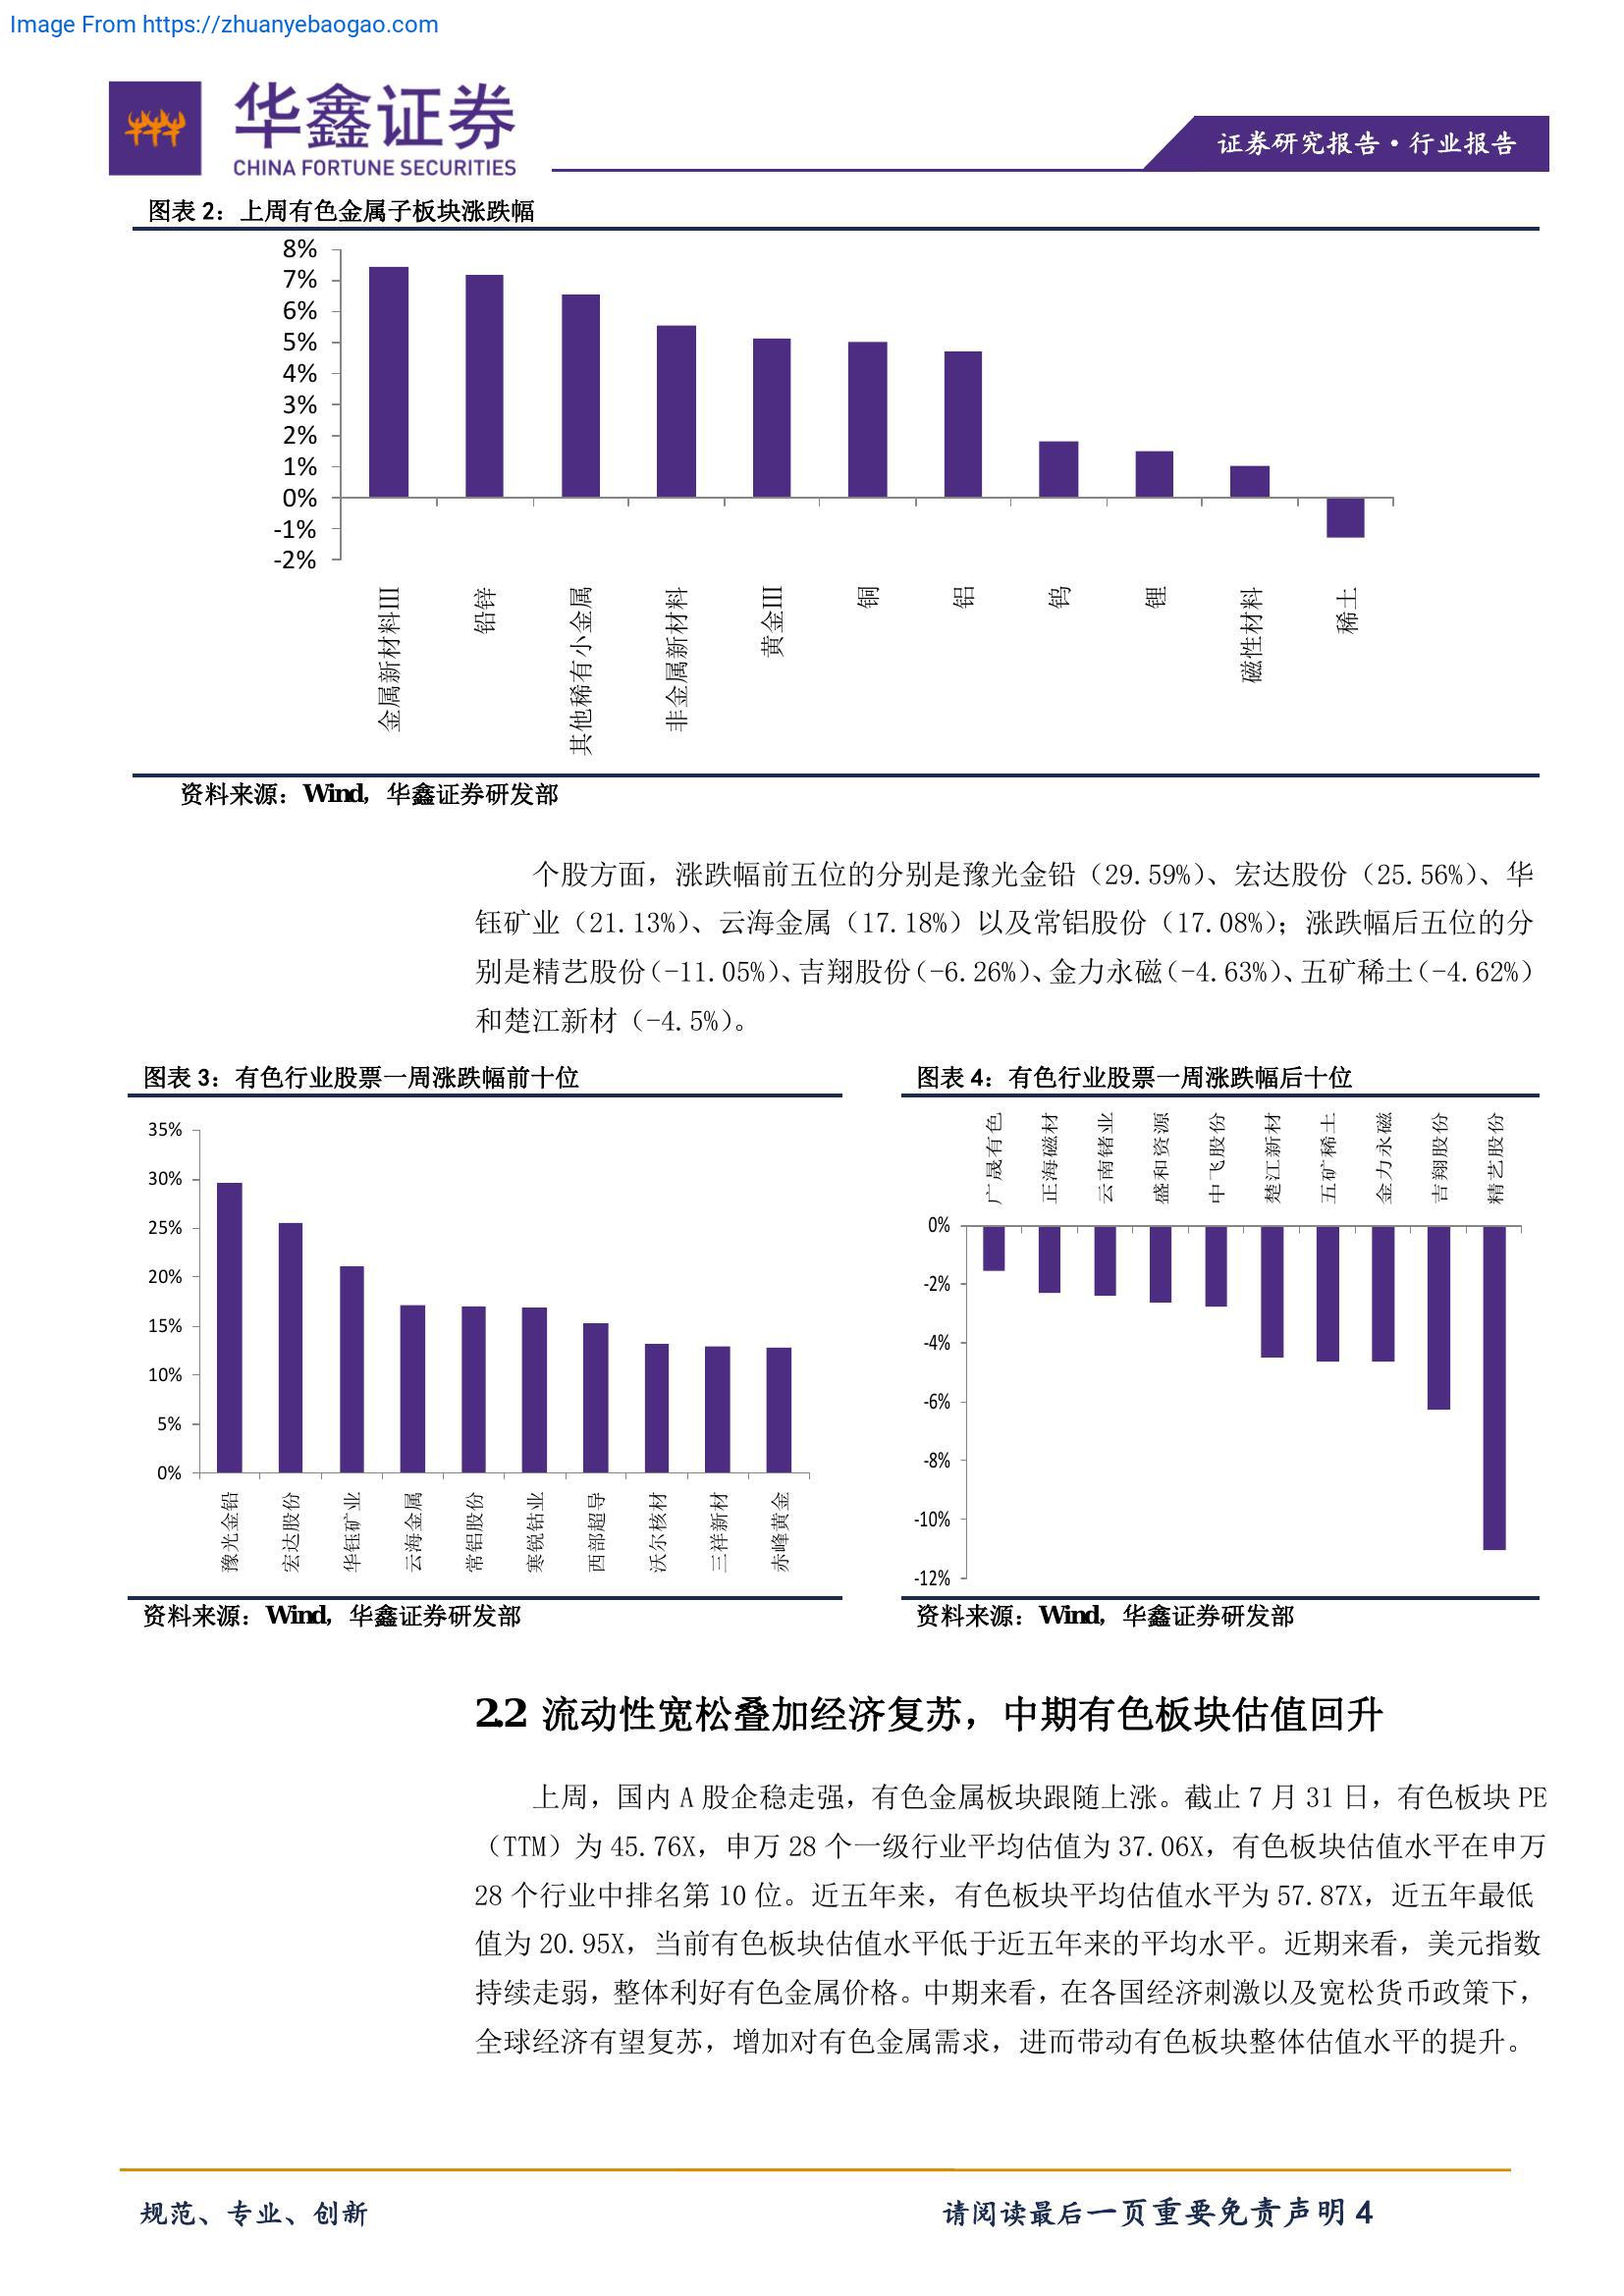 Image From https://zhuanyebaogao.com
华鑫证券
CHINA FORTUNE SECURITIES
证券研究报告·行业报告
图表 2：上周有色金属子板块涨跌幅
8%
7%
6%
5%
4%
3%
2%
1%
0%
-1%
-2%
金属新材料III
铅锌
其他稀有小金属
非金属新材料
黄金III
铜
铝
钨
锂
磁性材料
稀土
资料来源：Wind，华鑫证券研发部
个股方面，涨跌幅前五位的分别是豫光金铅（29.59%）、宏达股份（25.56%）、华
钰矿业（21.13%）、云海金属（17.18%）以及常铝股份（17.08%）；涨跌幅后五位的分
别是精艺股份（-11.05%）、吉翔股份（-6.26%）、金力永磁（-4.63%）、五矿稀土（-4.62%）
和楚江新材（-4.5%）。
图表 3：有色行业股票一周涨跌幅前十位
35%
30%
25%
20%
15%
10%
5%
0%
豫光金铅
宏达股份
华钰矿业
云海金属
常铝股份
寒锐钴业
西部超导
沃尔核材
三祥新材
赤峰黄金
资料来源：Wind，华鑫证券研发部
图表 4：有色行业股票一周涨跌幅后十位
广晟有色
正海磁材
云南锗业
盛和资源
中飞股份
楚江新材
五矿稀土
金力永磁
吉翔股份
精艺股份
0%
-2%
-4%
-6%
-8%
-10%
-12%
资料来源：Wind，华鑫证券研发部
2.2 流动性宽松叠加经济复苏，中期有色板块估值回升
上周，国内 A 股企稳走强，有色金属板块跟随上涨。截止 7 月 31 日，有色板块 PE
（TTM）为 45.76X，申万 28 个一级行业平均估值为 37.06X，有色板块估值水平在申万
28 个行业中排名第 10 位。近五年来，有色板块平均估值水平为 57.87X，近五年最低
值为 20.95X，当前有色板块估值水平低于近五年来的平均水平。近期来看，美元指数
持续走弱，整体利好有色金属价格。中期来看，在各国经济刺激以及宽松货币政策下，
全球经济有望复苏，增加对有色金属需求，进而带动有色板块整体估值水平的提升。
规范、专业、创新
请阅读最后一页重要免责声明 4